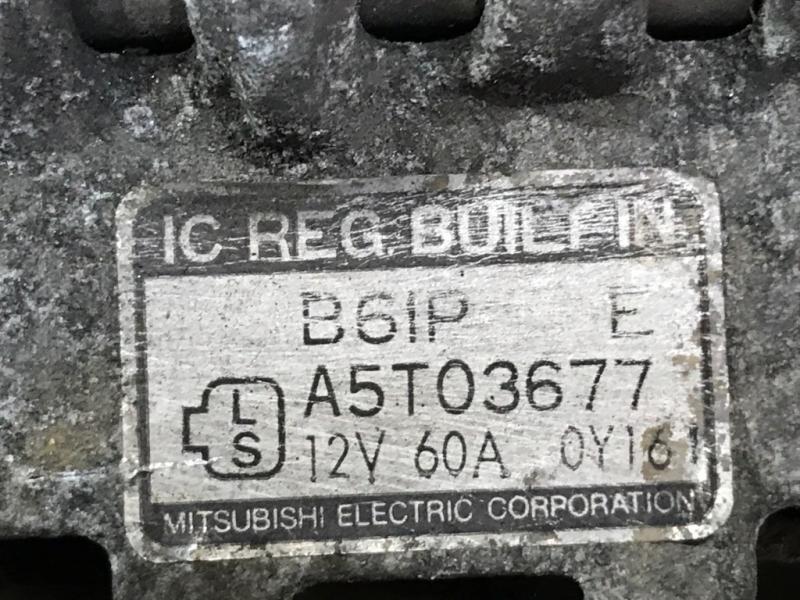 IC REG. BUILT IN
B6IP E
L
S
A5T03677
12V 60A 0Y161
MITSUBISHI ELECTRIC CORPORATION